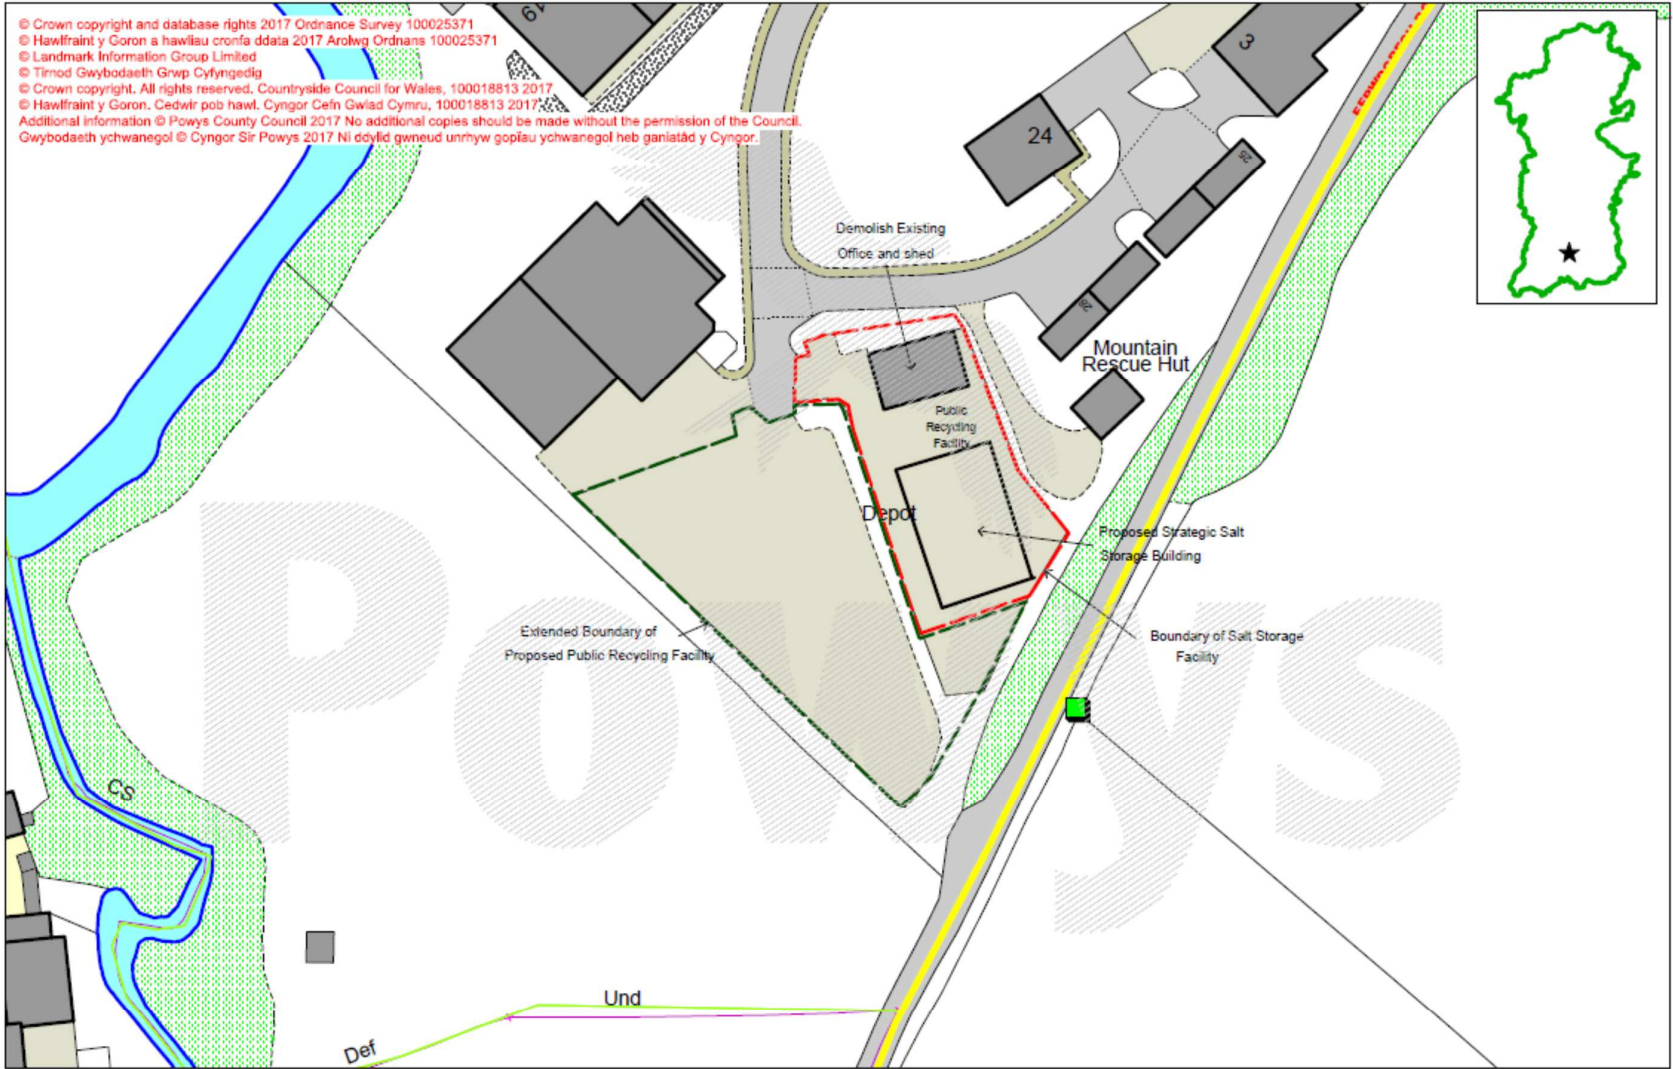 © Crown copyright and database rights 2017 Ordnance Survey 100025371
© Hawlfraint y Goron a hawliau cronfa ddata 2017 Arolwg Ordnans 100025371
© Landmark Information Group Limited
© Tirnod Gwybodaeth Grwp Cyfyngedig
© Crown copyright. All rights reserved. Countryside Council for Wales, 100018813 2017
© Hawlfraint y Goron. Cedwir pob hawl. Cyngor Cefn Gwlad Cymru, 100018813 2017
Additional information © Powys County Council 2017 No additional copies should be made without the permission of the Council.
Gwybodaeth ychwanegol © Cyngor Sir Powys 2017 Ni ddylid gwneud unrhyw gopïau ychwanegol heb ganiatâd y Cyngor.
19
3
24
25
26
Demolish Existing
Office and shed
Mountain
Rescue Hut
Public
Recycling
Facility
Depot
Proposed Strategic Salt
Storage Building
Extended Boundary of
Proposed Public Recycling Facility
Boundary of Salt Storage
Facility
Powys
CS
Und
Def